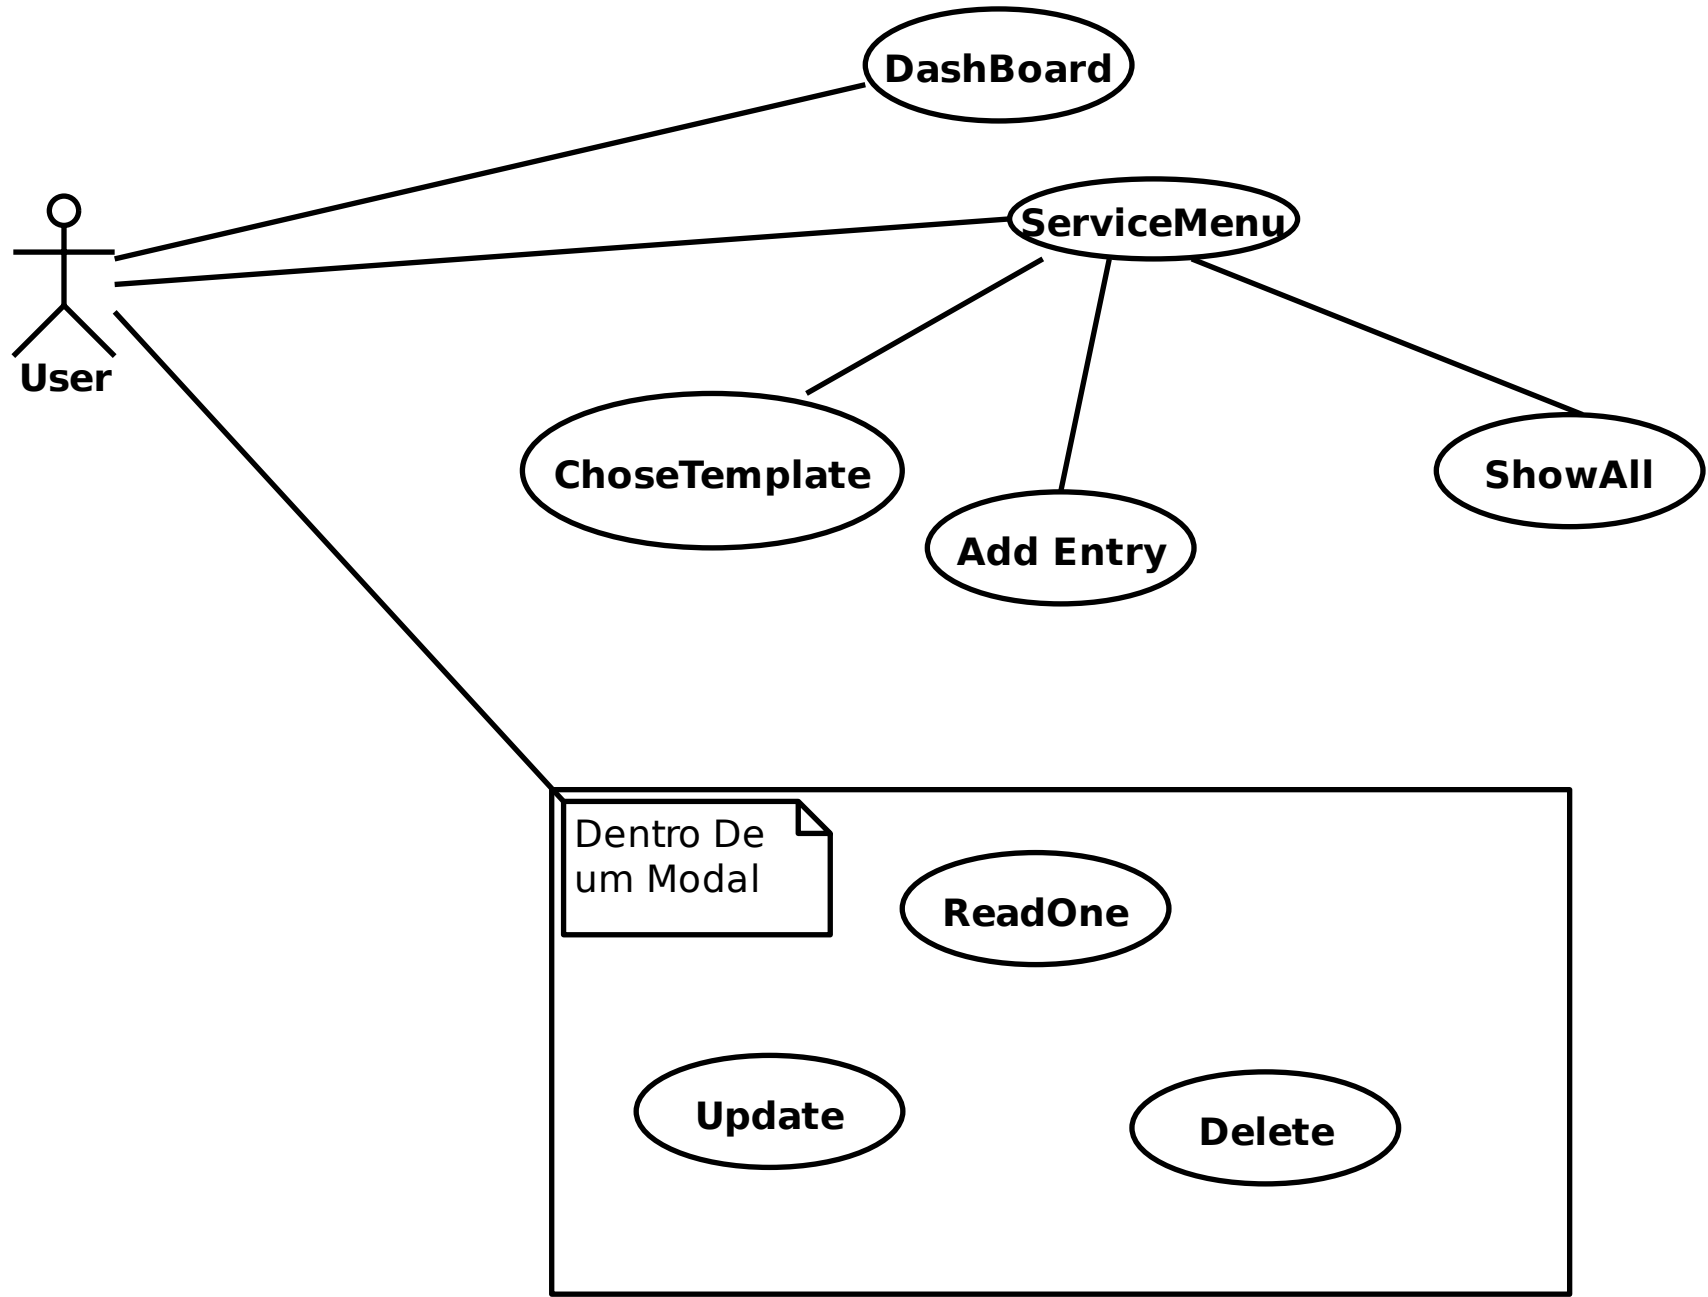 DashBoard
ServiceMenu
User
ChoseTemplate
ShowAll
Add Entry
Dentro De
um Modal
ReadOne
Update
Delete